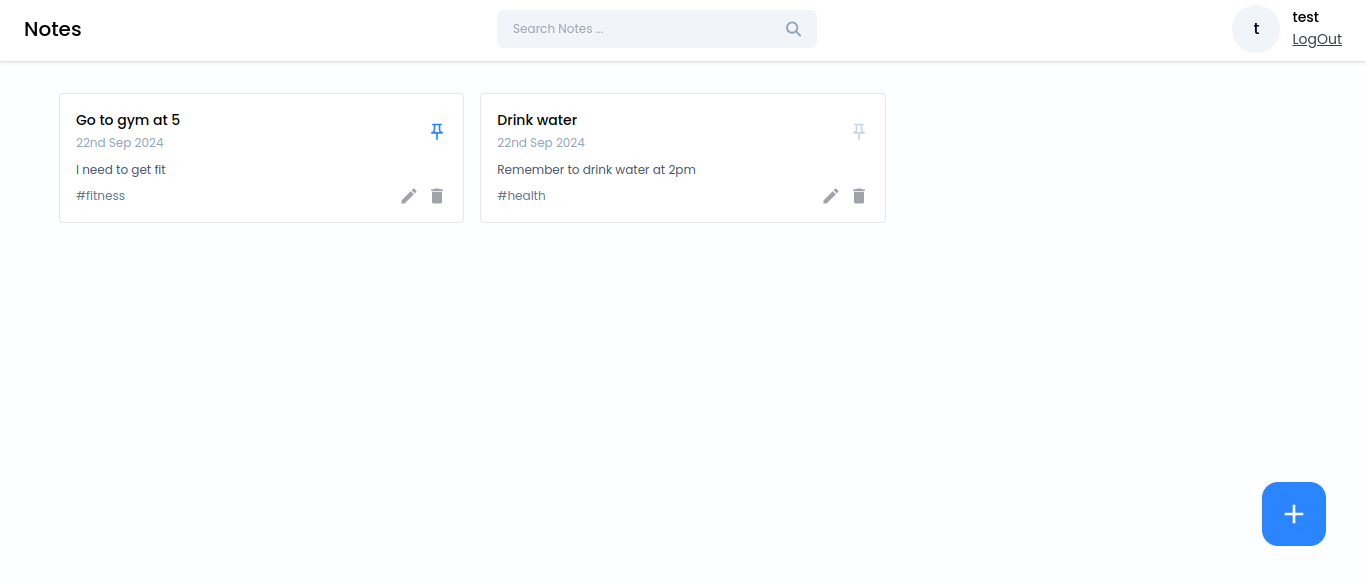 Notes
Search Notes ...
t
test
LogOut
Go to gym at 5
22nd Sep 2024
I need to get fit
#fitness
Drink water
22nd Sep 2024
Remember to drink water at 2pm
#health